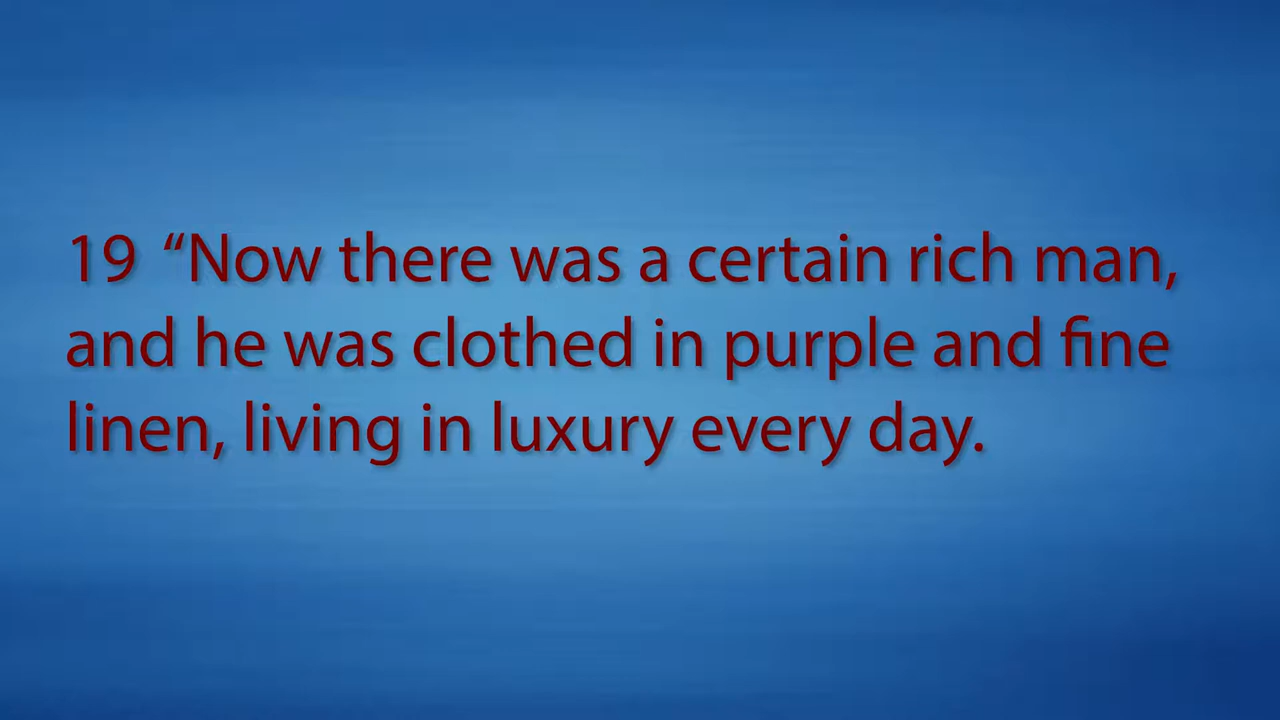 19 “Now there was a certain rich man,
and he was clothed in purple and fine
linen, living in luxury every day.